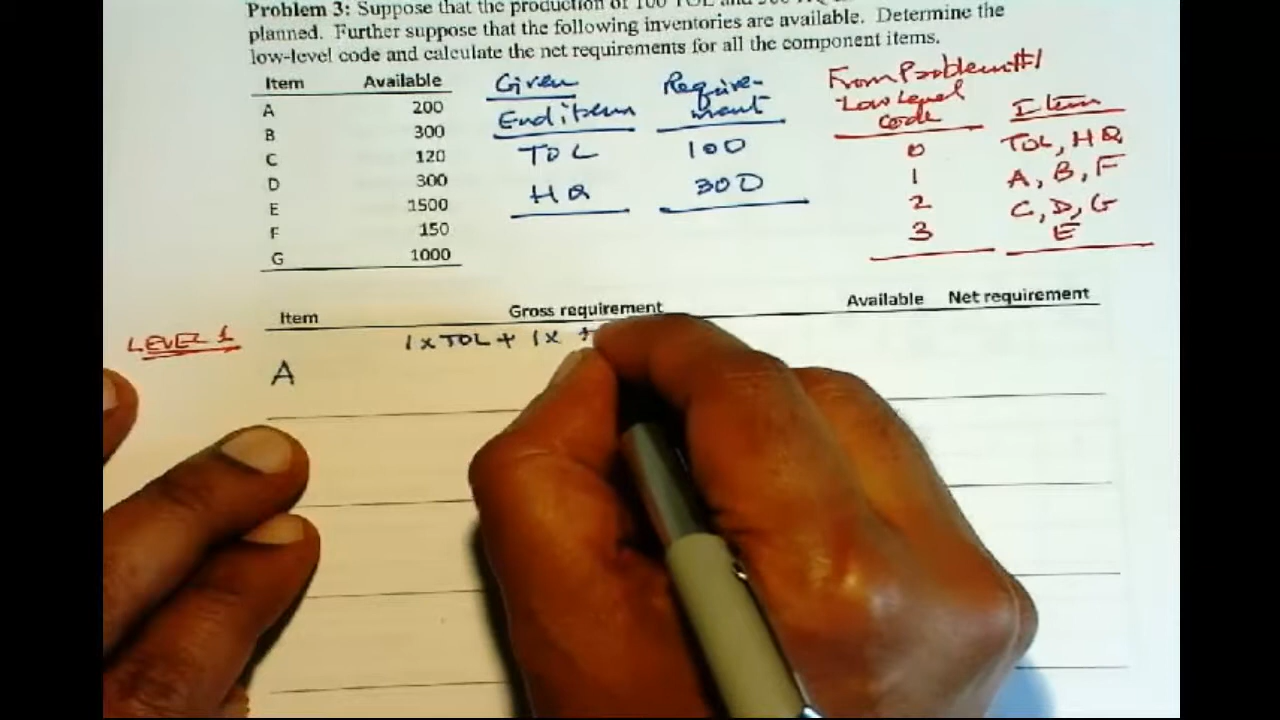 Problem 3: Suppose that the production of 100 TOL and
planned. Further suppose that the following inventories are available. Determine the
low-level code and calculate the net requirements for all the component items.
Item Available
A 200
B 300
C 120
D 300
E 1500
F 150
G 1000
Given Require-
End item ment
TOL 100
HQ 300
From Problem #1
Low Level
code Item
0 TOL, HQ
1 A, B, F
2 C, D, G
3 E
Item Gross requirement Available Net requirement
LEVEL 1
1 x TOL + 1 x
A